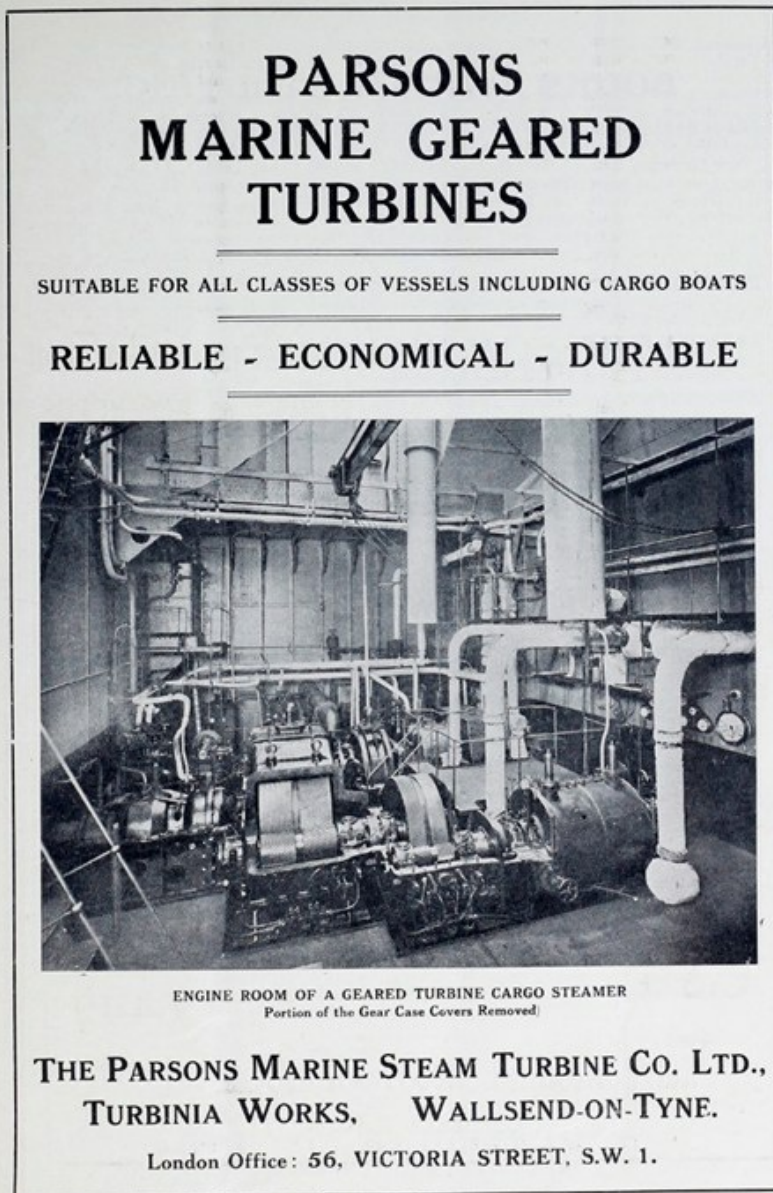 PARSONS
MARINE GEARED
TURBINES
SUITABLE FOR ALL CLASSES OF VESSELS INCLUDING CARGO BOATS
RELIABLE - ECONOMICAL - DURABLE
ENGINE ROOM OF A GEARED TURBINE CARGO STEAMER
Portion of the Gear Case Covers Removed)
THE PARSONS MARINE STEAM TURBINE CO. LTD.,
TURBINIA WORKS, WALLSEND-ON-TYNE.
London Office: 56, VICTORIA STREET, S.W. 1.